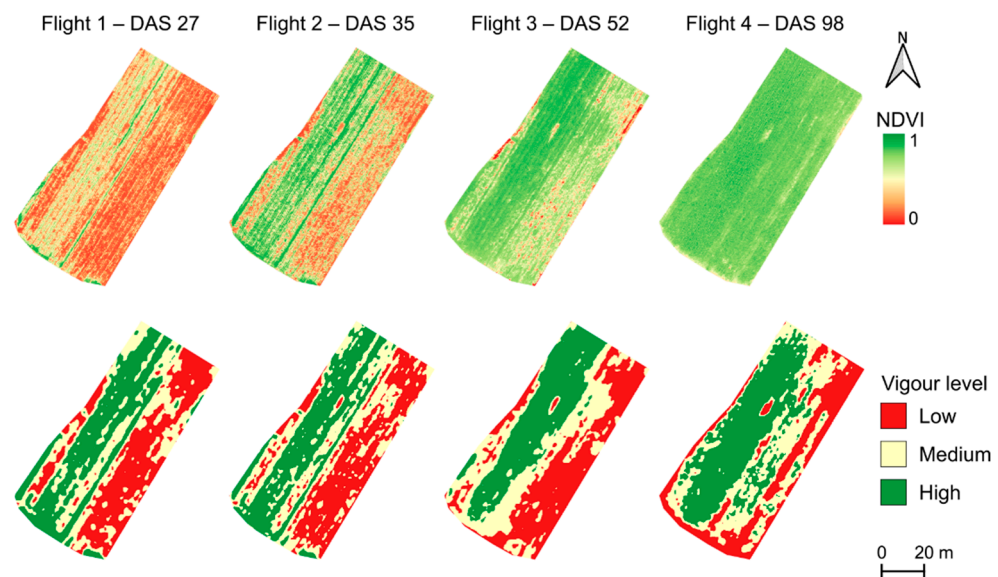 Flight 1 – DAS 27
Flight 2 – DAS 35
Flight 3 – DAS 52
Flight 4 – DAS 98
N
NDVI
1
0
Vigour level
Low
Medium
High
0 20 m